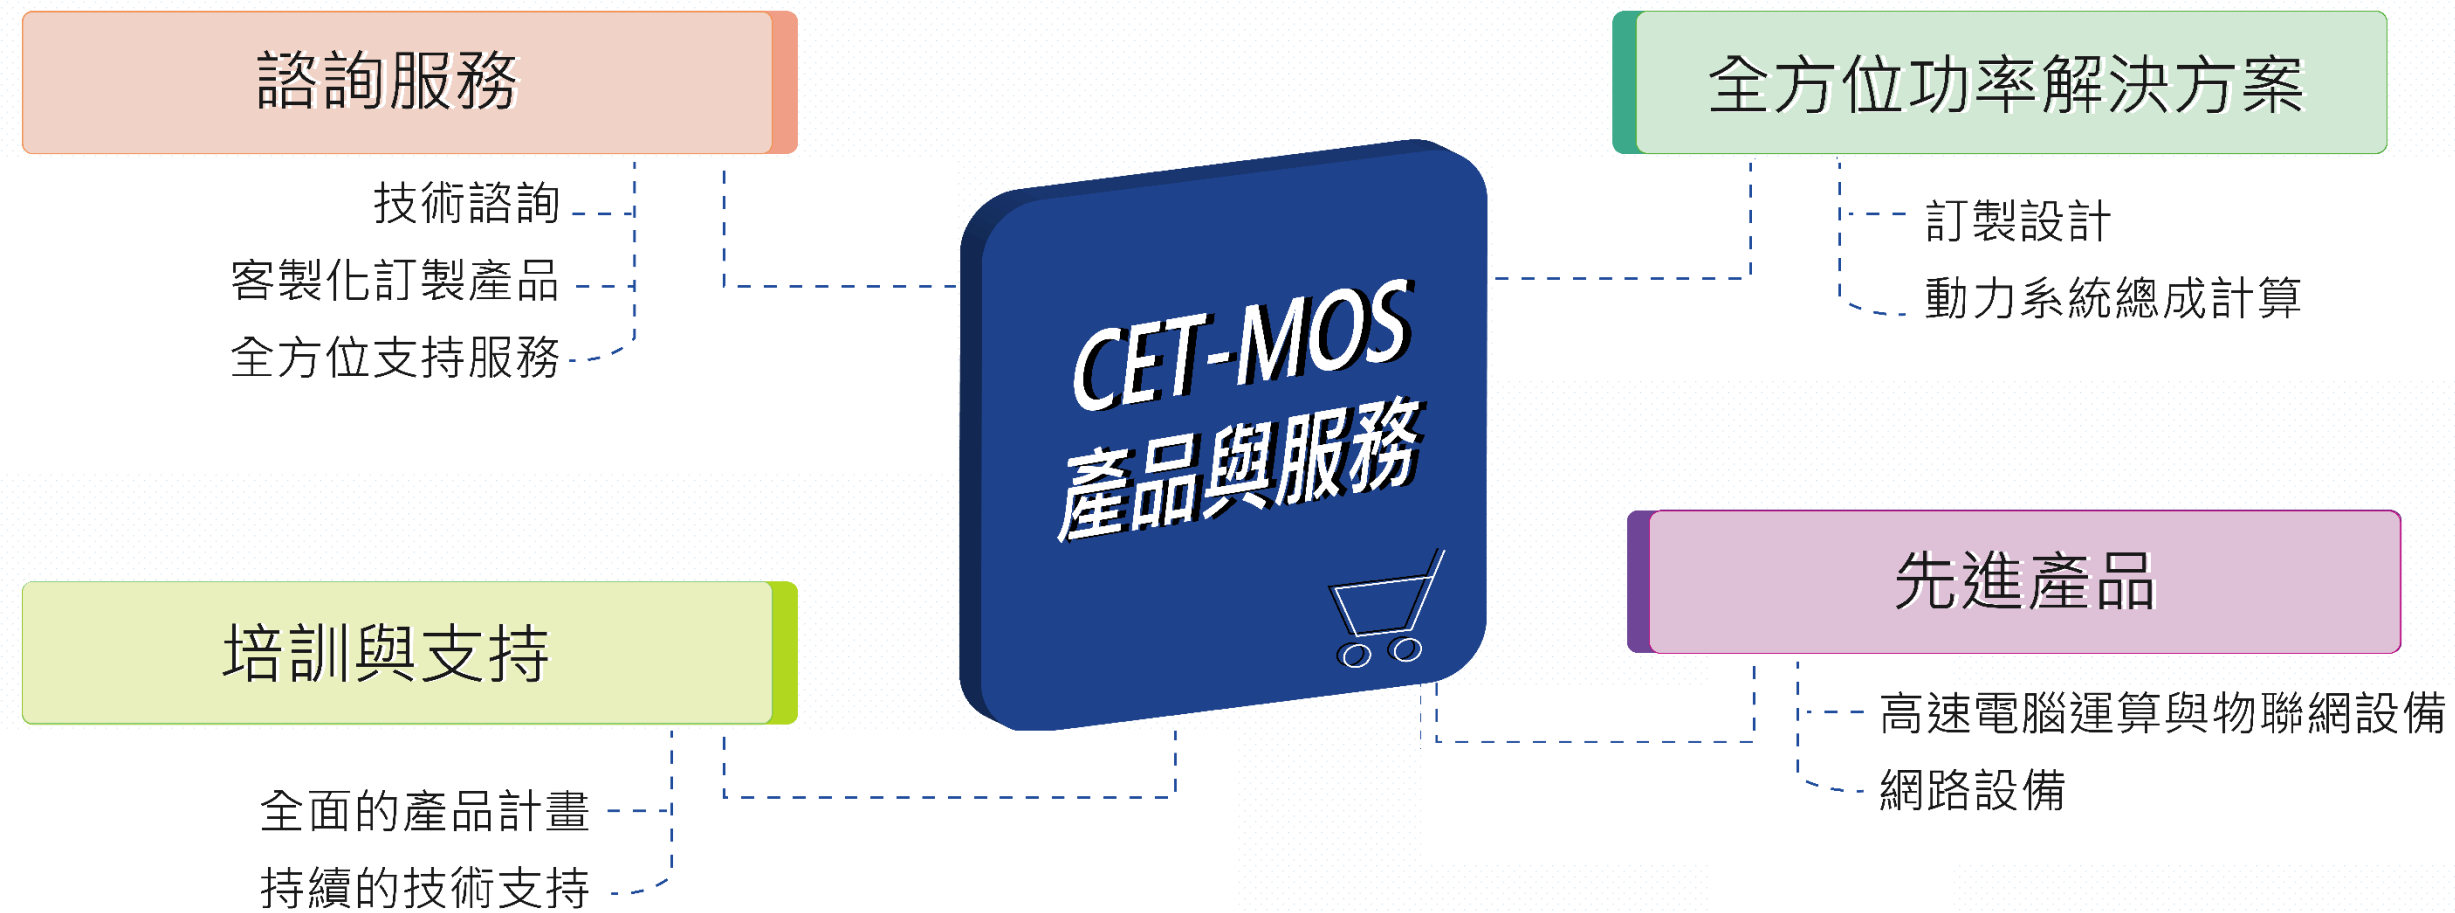 諮詢服務
技術諮詢
客製化訂製產品
全方位支持服務
全方位功率解決方案
訂製設計
動力系統總成計算
CET-MOS
產品與服務
培訓與支持
全面的產品計畫
持續的技術支持
先進產品
高速電腦運算與物聯網設備
網路設備